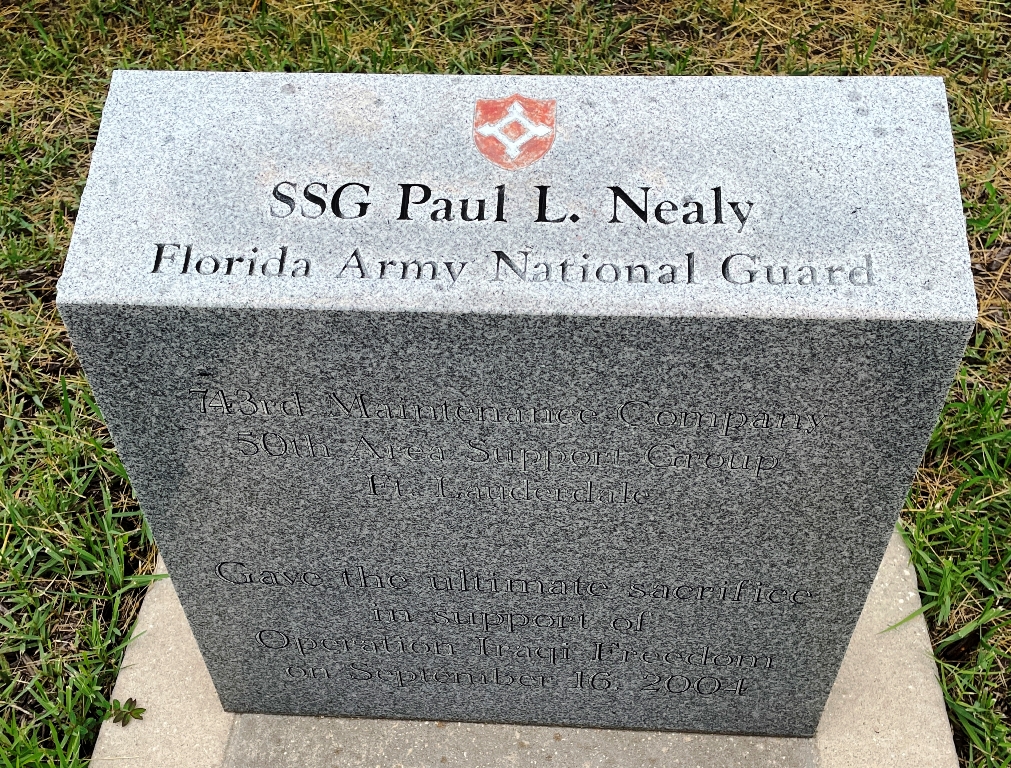 SSG Paul L. Nealy
Florida Army National Guard
743rd Maintenance Company
50th Area Support Group
Ft. Lauderdale
Gave the ultimate sacrifice
in support of
Operation Iraqi Freedom
on September 16, 2004